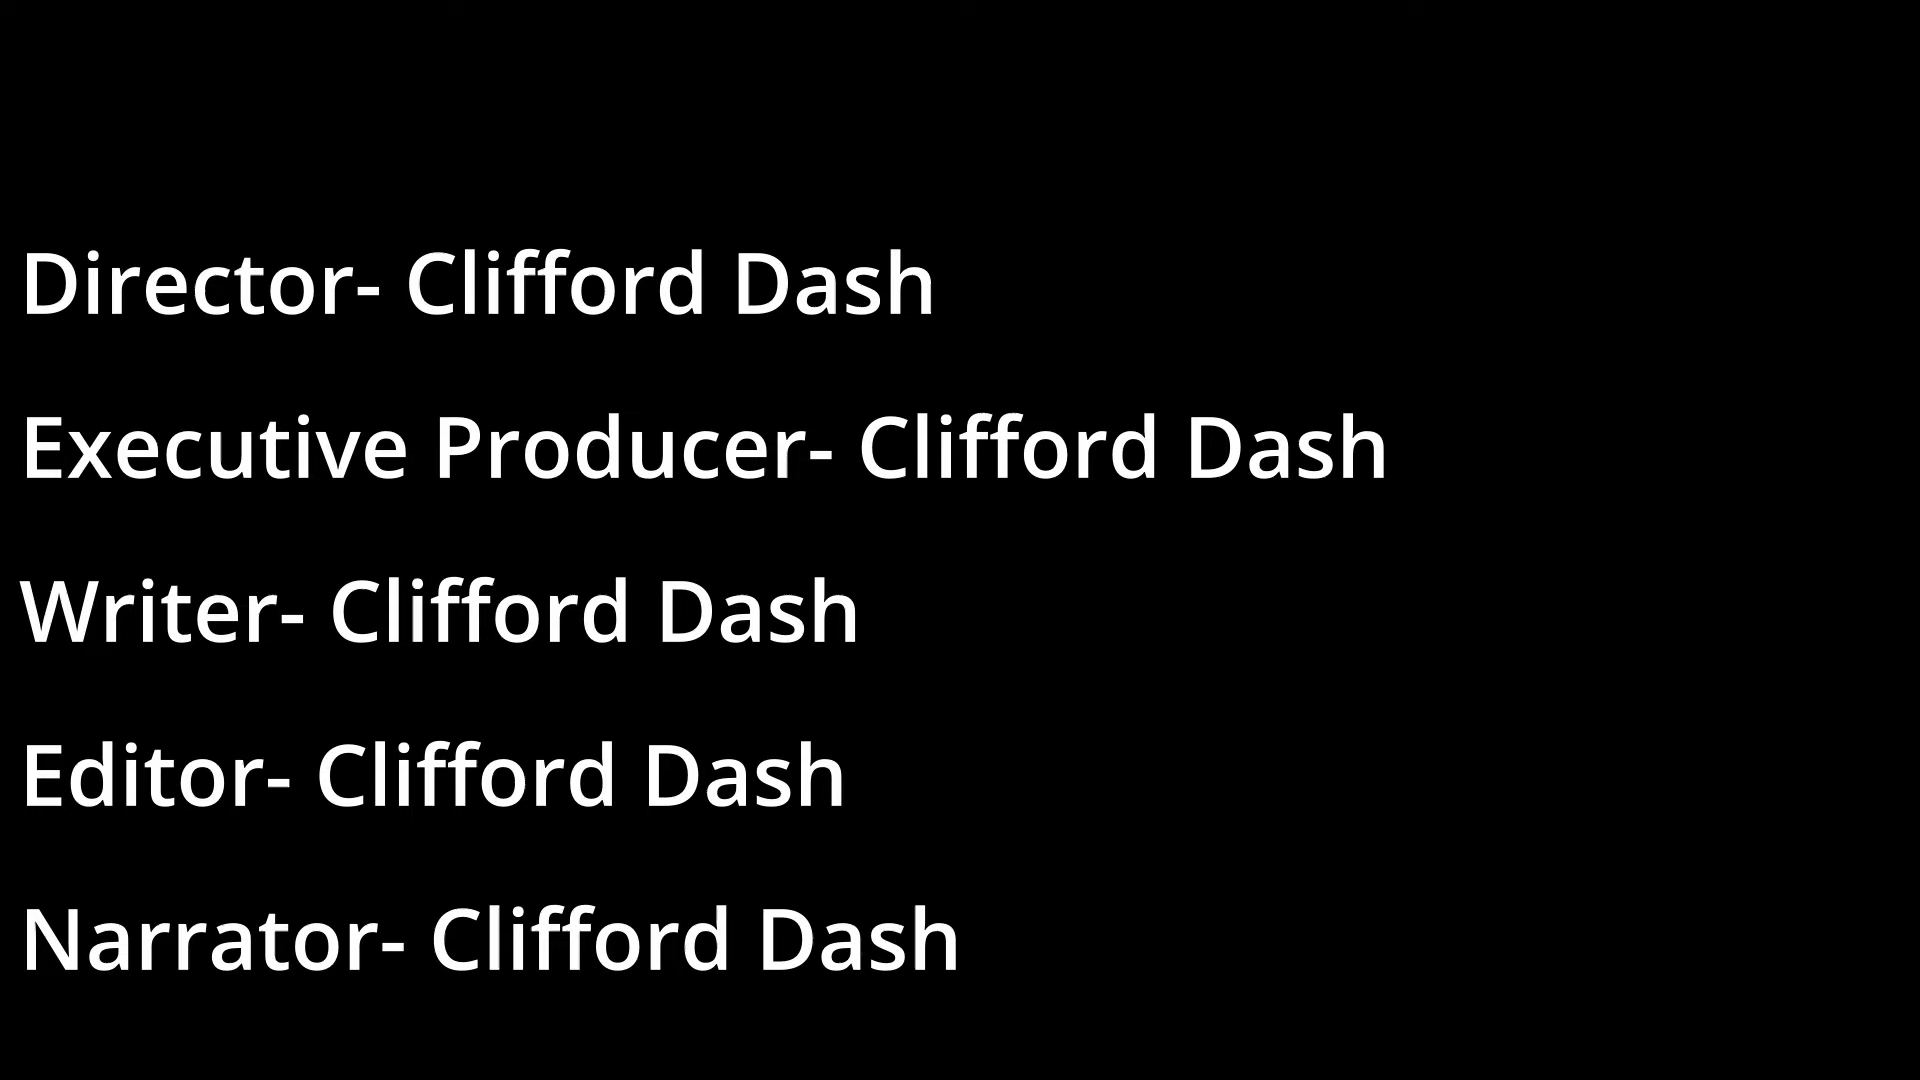 Director- Clifford Dash
Executive Producer- Clifford Dash
Writer- Clifford Dash
Editor- Clifford Dash
Narrator- Clifford Dash